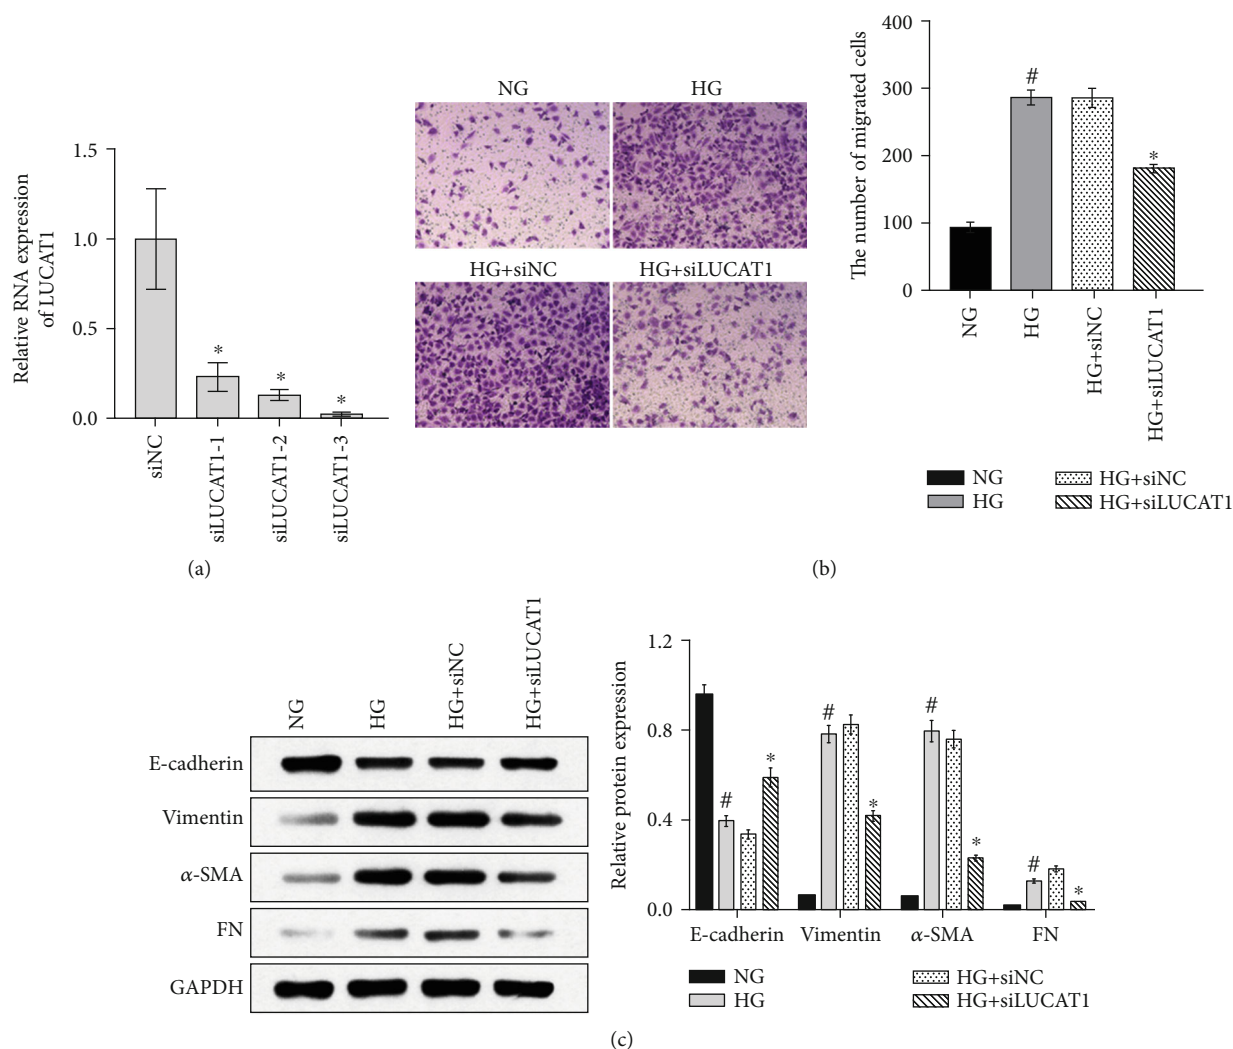 Relative RNA expression
of LUCAT1
1.5
1.0
0.5
0.0
*
*
*
siNC
siLUCAT1-1
siLUCAT1-2
siLUCAT1-3
(a)
NG
HG
HG+siNC
HG+siLUCAT1
The number of migrated cells
400
300
200
100
0
#
*
NG
HG
HG+siNC
HG+siLUCAT1
NG
HG
HG+siNC
HG+siLUCAT1
(b)
NG
HG
HG+siNC
HG+siLUCAT1
E-cadherin
Vimentin
α-SMA
FN
GAPDH
Relative protein expression
1.2
0.8
0.4
0.0
#
*
#
*
#
*
#
*
E-cadherin
Vimentin
α-SMA
FN
NG
HG
HG+siNC
HG+siLUCAT1
(c)